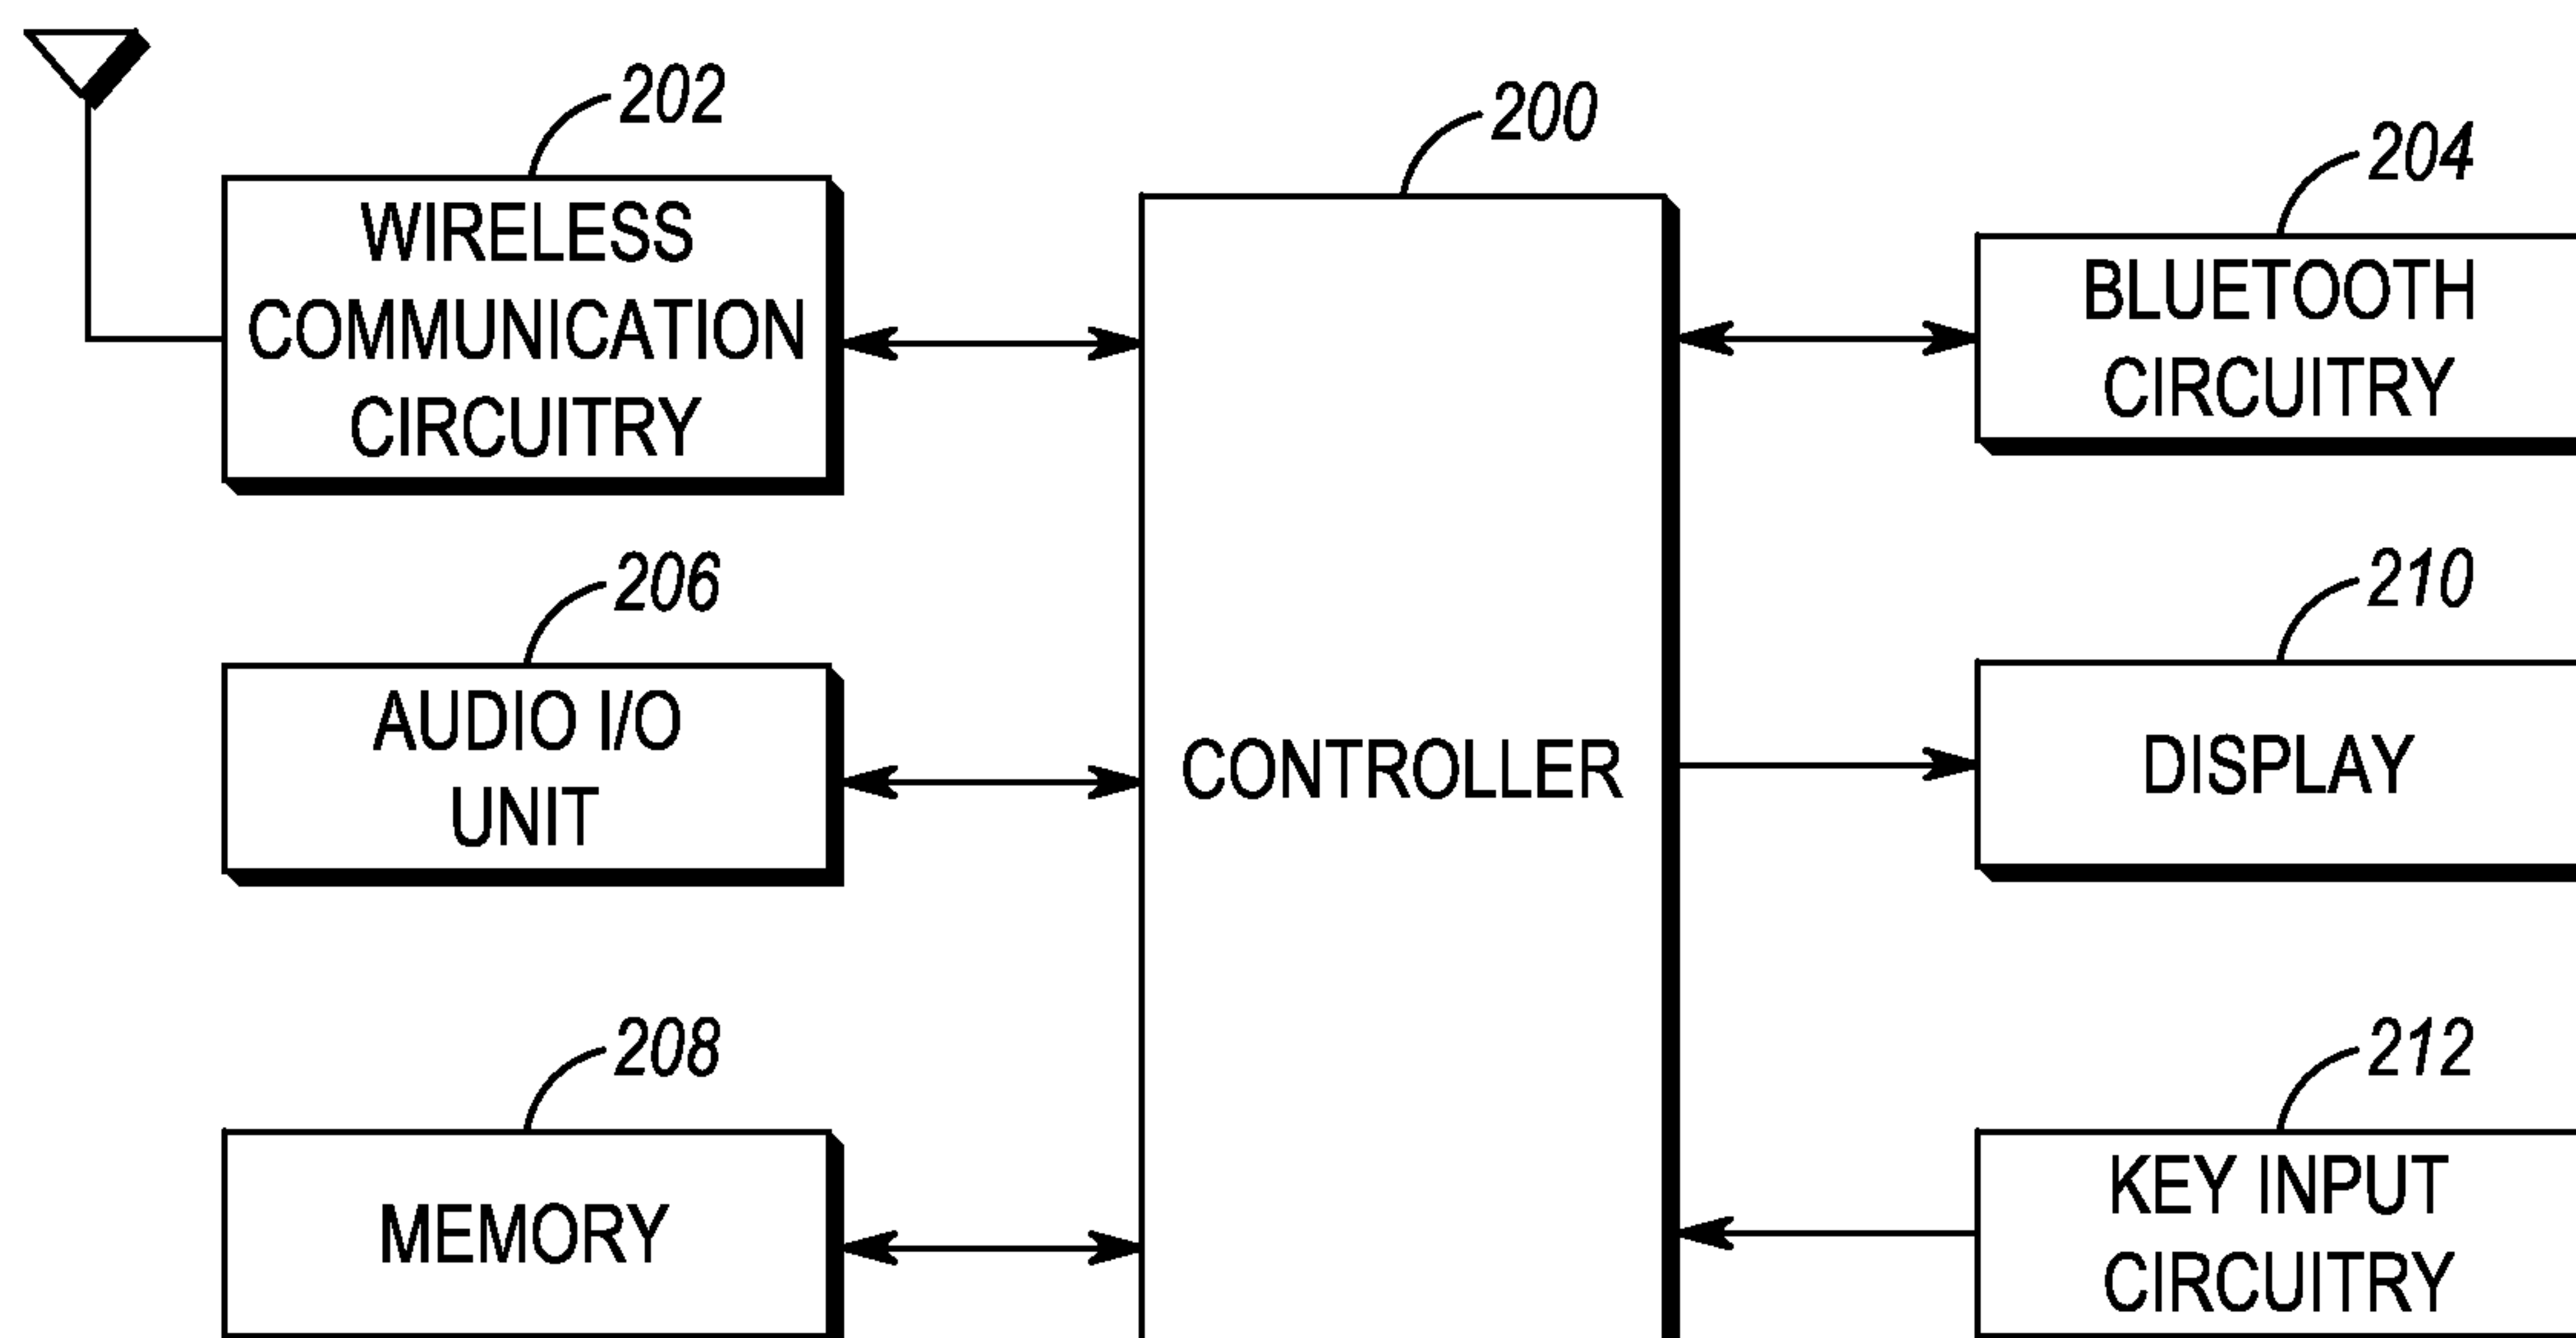 202
WIRELESS
COMMUNICATION
CIRCUITRY
206
AUDIO I/O
UNIT
208
MEMORY
200
CONTROLLER
204
BLUETOOTH
CIRCUITRY
210
DISPLAY
212
KEY INPUT
CIRCUITRY